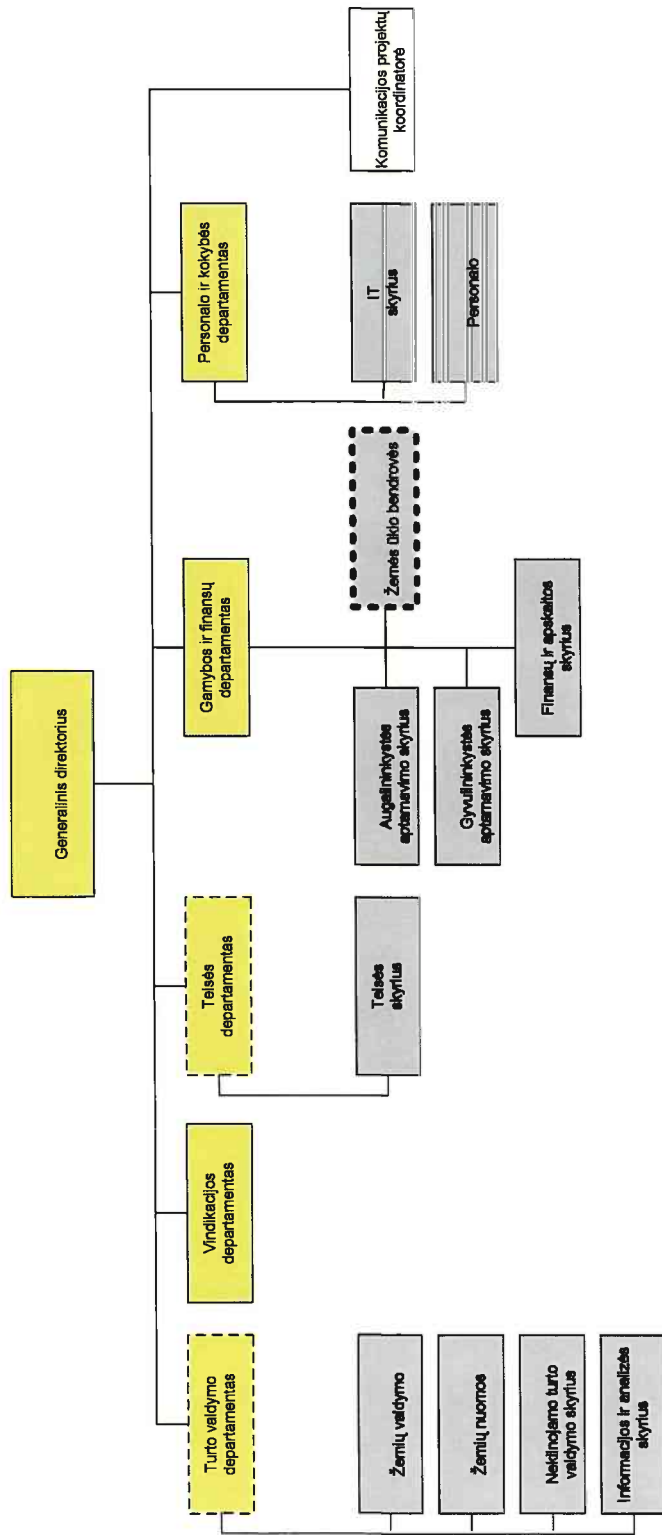 Generalinis direktorius
Turto valdymo
departamentas
Vindikacijos
departamentas
Teisės
departamentas
Gamybos ir finansų
departamentas
Personalo ir kokybės
departamentas
Komunikacijos projektų
koordinatorė
Žemių valdymo
Žemių nuomos
Nekilnojamo turto
valdymo skyrius
Informacijos ir analizės
skyrius
Teisės
skyrius
Augalininkystės
aptarnavimo skyrius
Gyvulininkystės
aptarnavimo skyrius
Žemės ūkio bendrovės
Finansų ir apskaitos
skyrius
IT
skyrius
Personalo